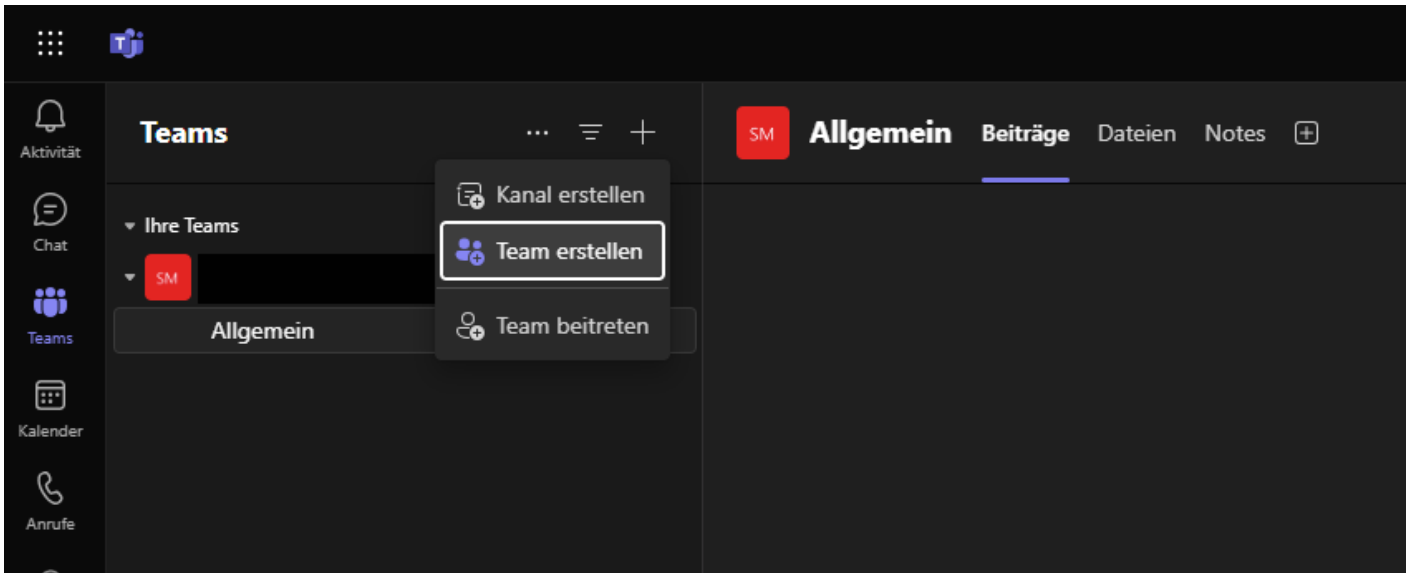 T
Aktivität
Chat
Teams
Kalender
Anrufe
Teams
Kanal erstellen
Team erstellen
Team beitreten
Ihre Teams
SM
Allgemein
SM Allgemein Beiträge Dateien Notes